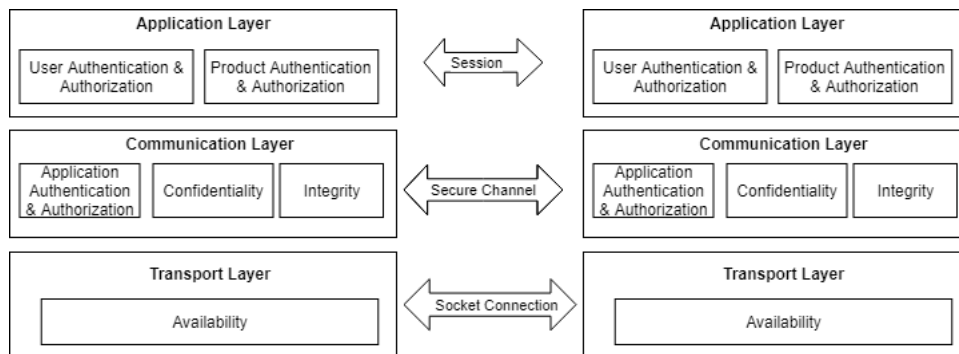 Application Layer
User Authentication &
Authorization
Product Authentication
& Authorization
Session
Application Layer
User Authentication &
Authorization
Product Authentication
& Authorization
Communication Layer
Application
Authentication
& Authorization
Confidentiality
Integrity
Secure Channel
Communication Layer
Application
Authentication
& Authorization
Confidentiality
Integrity
Transport Layer
Availability
Socket Connection
Transport Layer
Availability